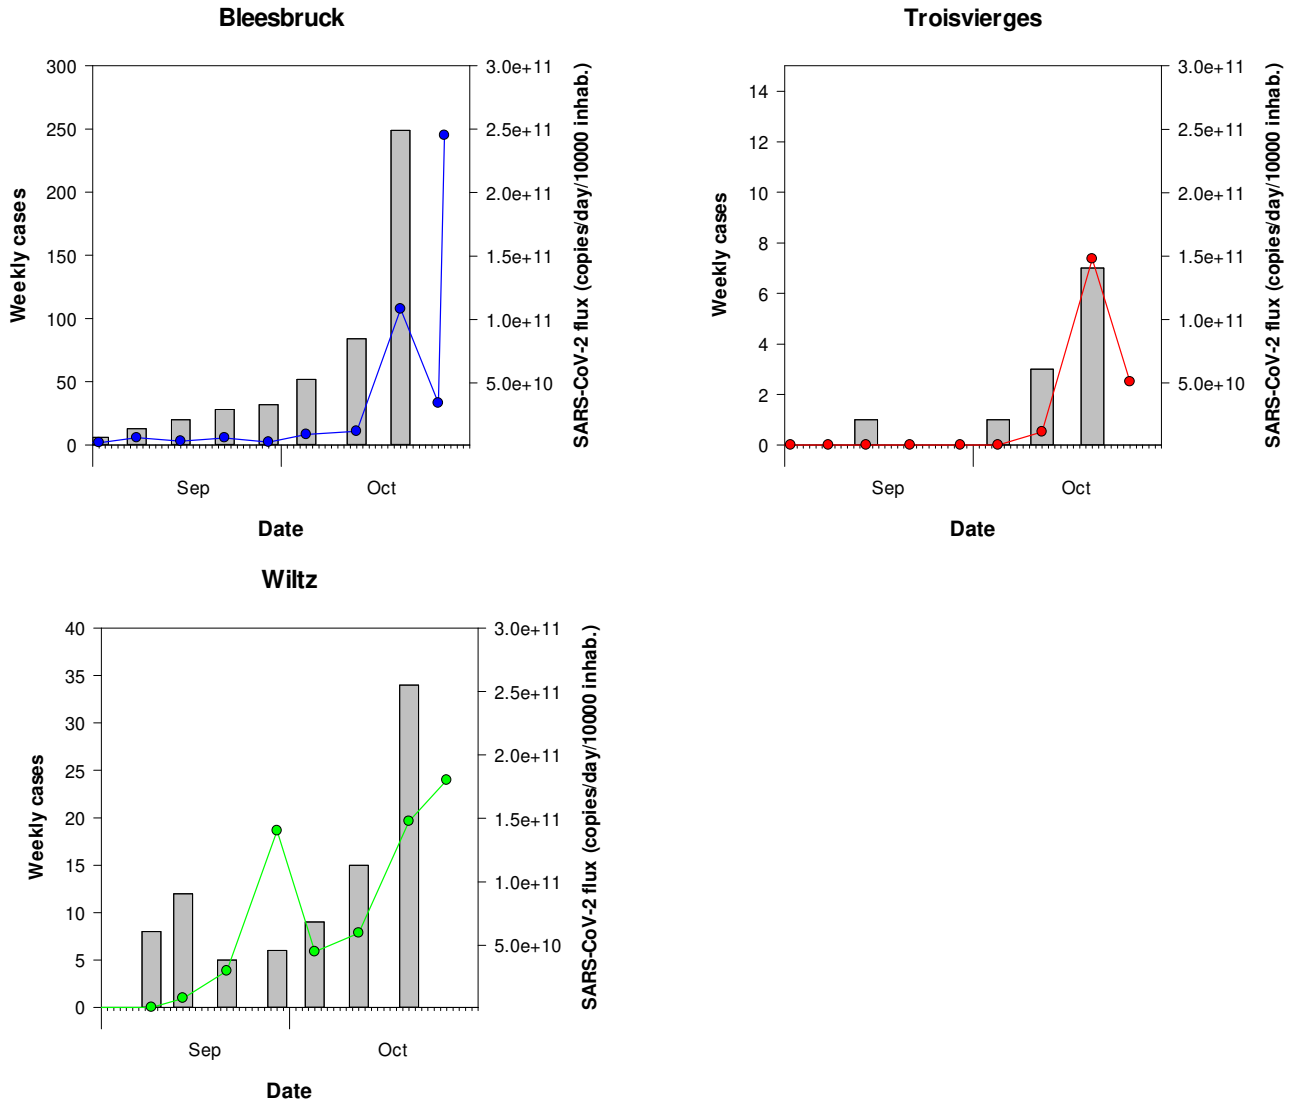 Bleesbruck
300
250
200
150
100
50
0
Weekly cases
3.0e+11
2.5e+11
2.0e+11
1.5e+11
1.0e+11
5.0e+10
SARS-CoV-2 flux (copies/day/10000 inhab.)
Sep
Oct
Date
Troisvierges
14
12
10
8
6
4
2
0
Weekly cases
3.0e+11
2.5e+11
2.0e+11
1.5e+11
1.0e+11
5.0e+10
SARS-CoV-2 flux (copies/day/10000 inhab.)
Sep
Oct
Date
Wiltz
40
35
30
25
20
15
10
5
0
Weekly cases
3.0e+11
2.5e+11
2.0e+11
1.5e+11
1.0e+11
5.0e+10
SARS-CoV-2 flux (copies/day/10000 inhab.)
Sep
Oct
Date